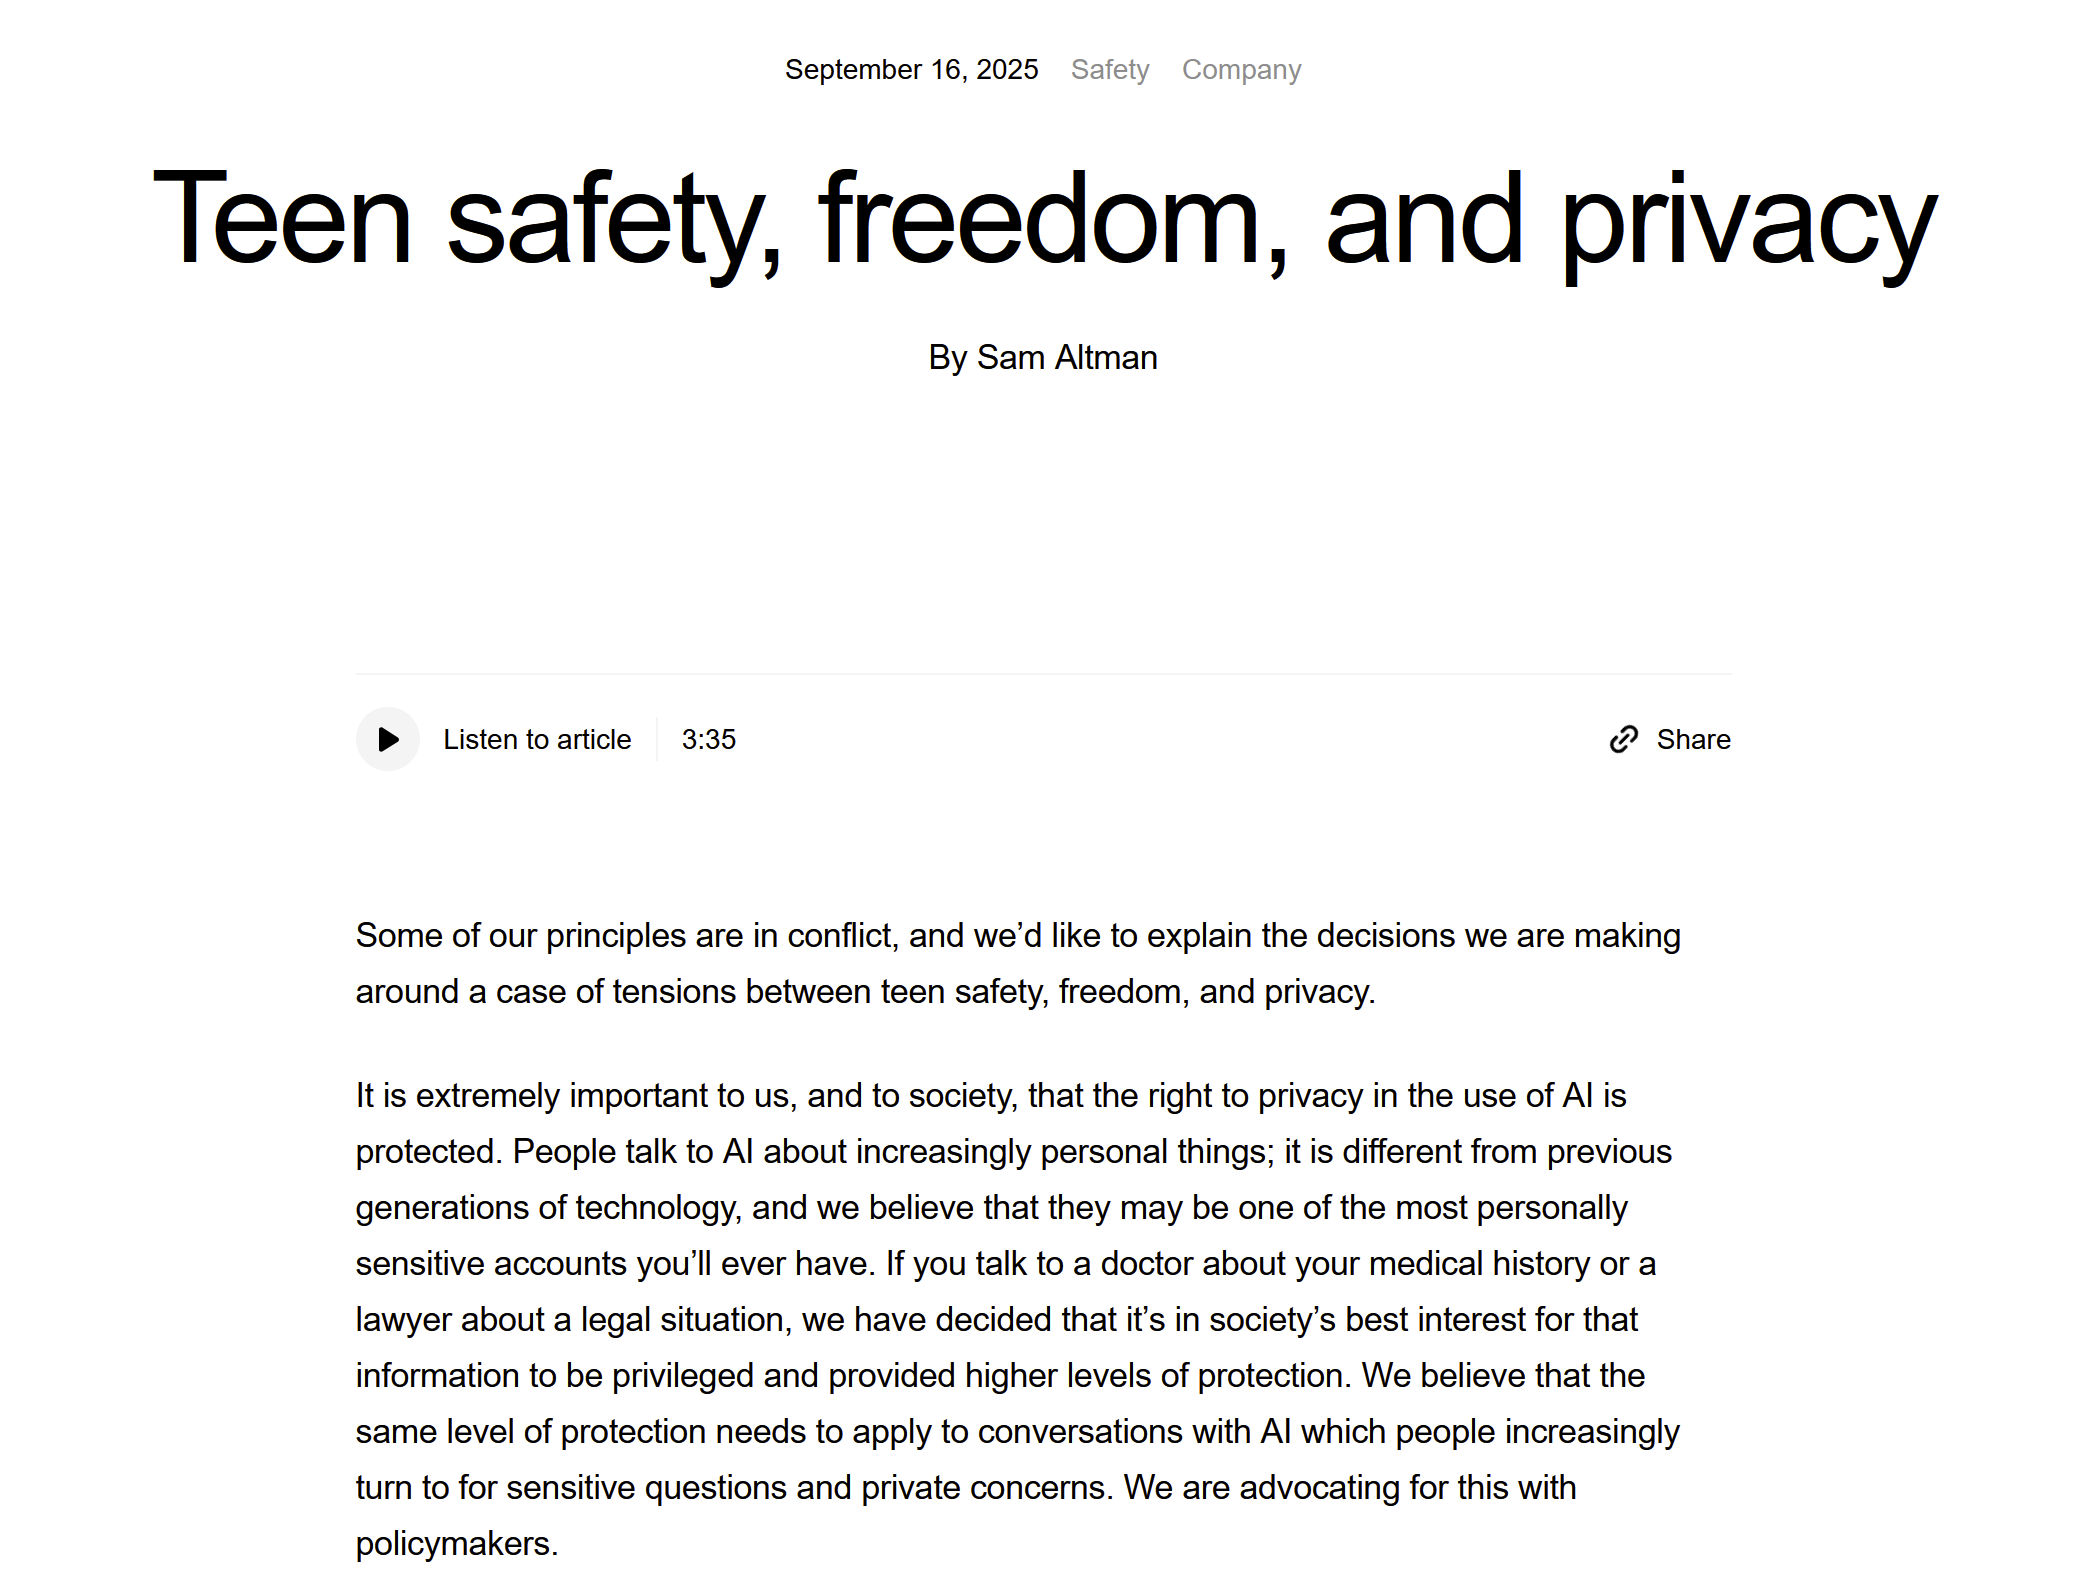 September 16, 2025 Safety Company
Teen safety, freedom, and privacy
By Sam Altman
Listen to article 3:35 Share
Some of our principles are in conflict, and we’d like to explain the decisions we are making
around a case of tensions between teen safety, freedom, and privacy.
It is extremely important to us, and to society, that the right to privacy in the use of AI is
protected. People talk to AI about increasingly personal things; it is different from previous
generations of technology, and we believe that they may be one of the most personally
sensitive accounts you’ll ever have. If you talk to a doctor about your medical history or a
lawyer about a legal situation, we have decided that it’s in society’s best interest for that
information to be privileged and provided higher levels of protection. We believe that the
same level of protection needs to apply to conversations with AI which people increasingly
turn to for sensitive questions and private concerns. We are advocating for this with
policymakers.